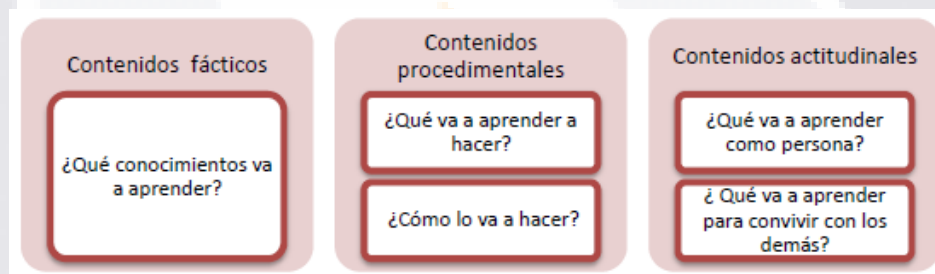 Contenidos fácticos
¿Qué conocimientos va
a aprender?
Contenidos
procedimentales
¿Qué va a aprender a
hacer?
¿Cómo lo va a hacer?
Contenidos actitudinales
¿Qué va a aprender
como persona?
¿ Qué va a aprender
para convivir con los
demás?